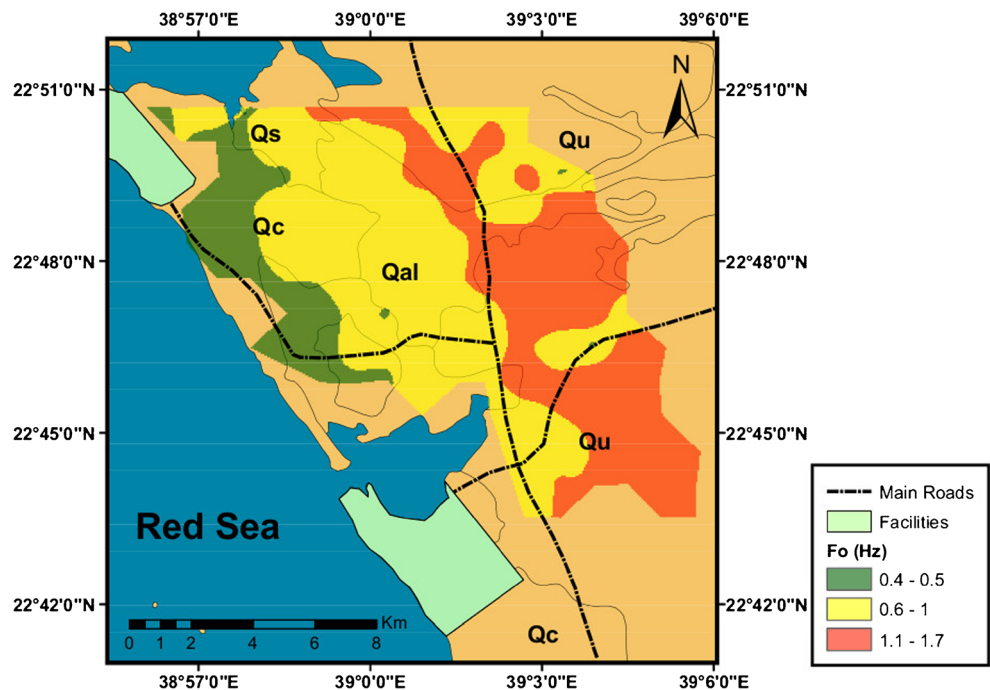 38°57'0"E 39°0'0"E 39°3'0"E 39°6'0"E
N
22°51'0"N 22°51'0"N
Qs Qu
Qc
22°48'0"N Qal 22°48'0"N
22°45'0"N Qu 22°45'0"N
Main Roads
Red Sea Facilities
Fo (Hz)
0.4 - 0.5
22°42'0"N 0.6 - 1 22°42'0"N
Km
Qc 1.1 - 1.7
0 1 2 4 6 8
38°57'0"E 39°0'0"E 39°3'0"E 39°6'0"E